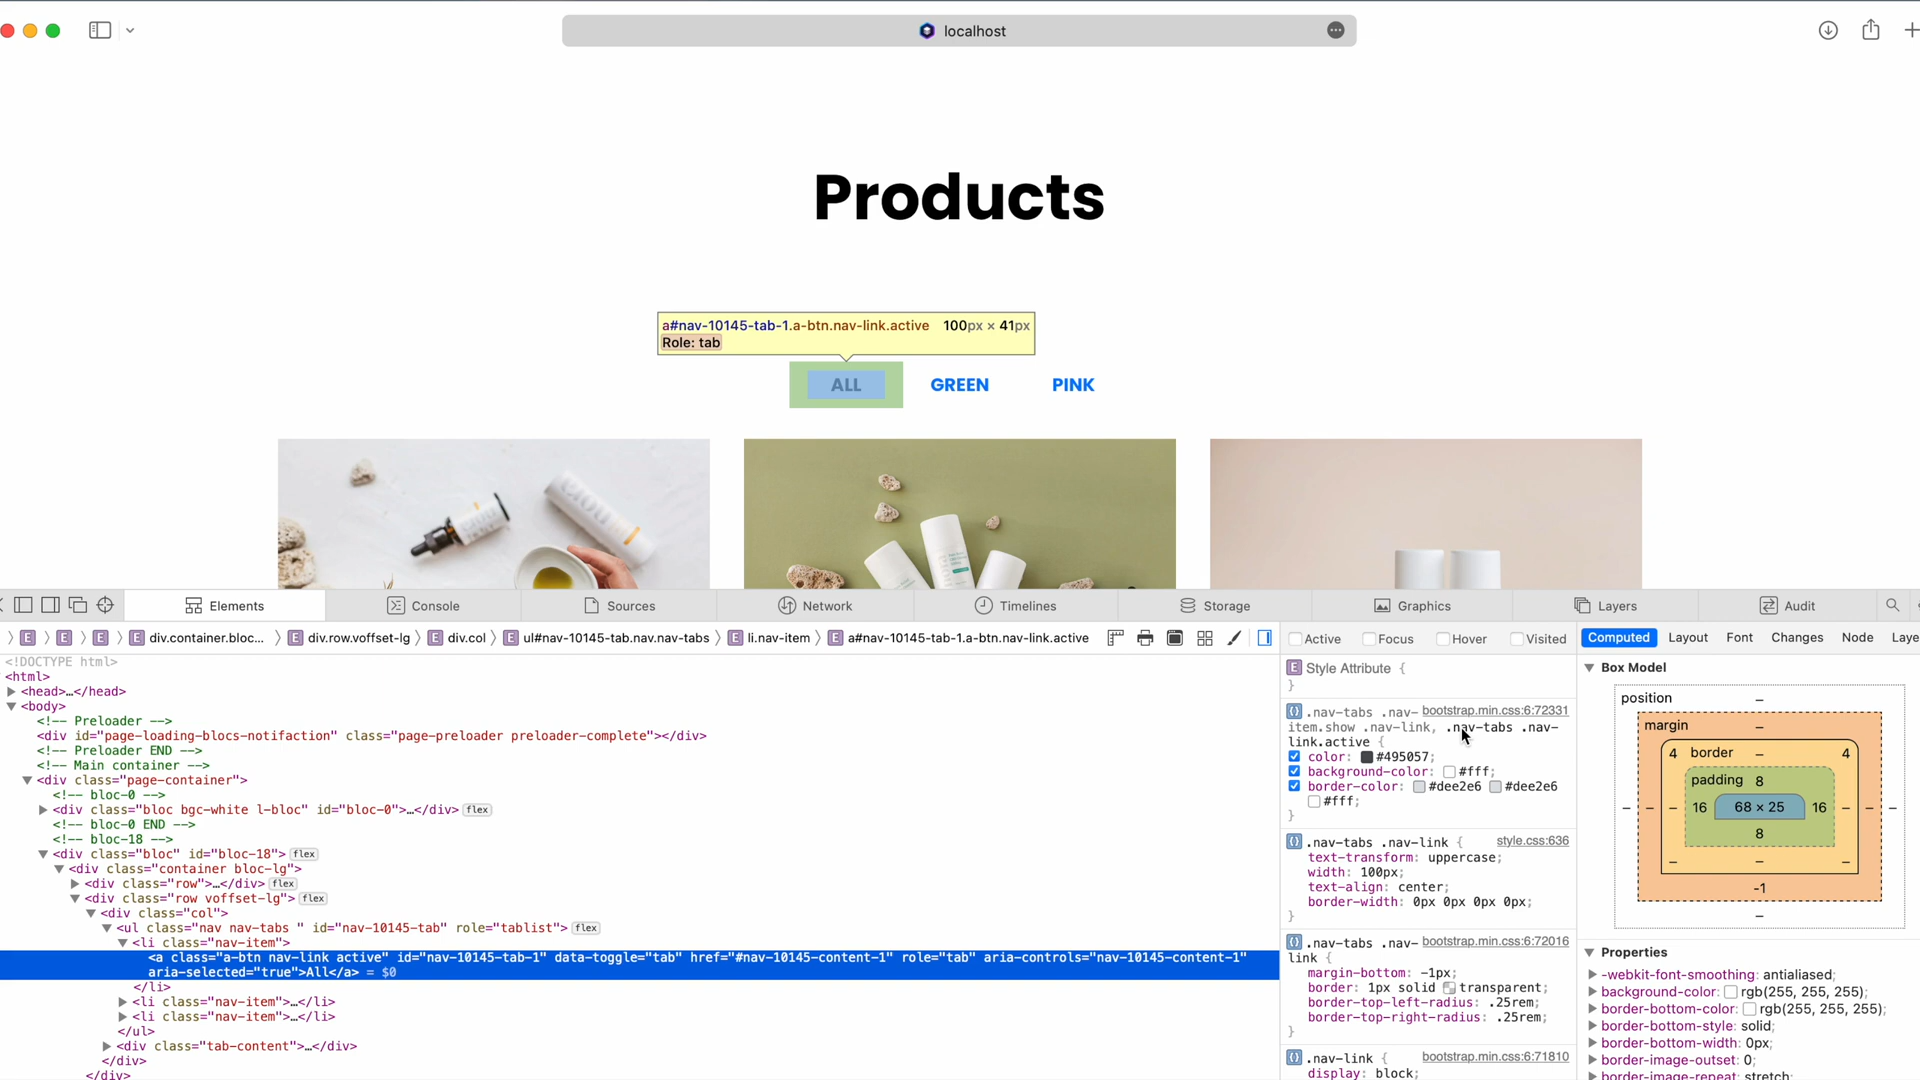 localhost
Products
a#nav-10145-tab-1.a-btn.nav-link.active 100px × 41px
Role: tab
ALL GREEN PINK
Elements Console Sources Network Timelines Storage Graphics Layers Audit
E E E E div.container.bloc... E div.row.voffset-lg E div.col E ul#nav-10145-tab.nav.nav-tabs E li.nav-item E a#nav-10145-tab-1.a-btn.nav-link.active
<!DOCTYPE html>
<html>
<head>…</head>
<body>
<!-- Preloader -->
<div id="page-loading-blocs-notifaction" class="page-preloader preloader-complete"></div>
<!-- Preloader END -->
<!-- Main container -->
<div class="page-container">
<!-- bloc-0 -->
<div class="bloc bgc-white l-bloc" id="bloc-0">…</div> flex
<!-- bloc-0 END -->
<!-- bloc-18 -->
<div class="bloc" id="bloc-18"> flex
<div class="container bloc-lg">
<div class="row">…</div> flex
<div class="row voffset-lg"> flex
<div class="col">
<ul class="nav nav-tabs " id="nav-10145-tab" role="tablist"> flex
<li class="nav-item">
<a class="a-btn nav-link active" id="nav-10145-tab-1" data-toggle="tab" href="#nav-10145-content-1" role="tab" aria-controls="nav-10145-content-1"
aria-selected="true">All</a> = $0
</li>
<li class="nav-item">…</li>
<li class="nav-item">…</li>
</ul>
<div class="tab-content">…</div>
</div>
</div>
Active Focus Hover Visited
E Style Attribute {
}
.nav-tabs .nav- bootstrap.min.css:6:72331
item.show .nav-link, .nav-tabs .nav-
link.active {
color: #495057;
background-color: #fff;
border-color: #dee2e6 #dee2e6
#fff;
}
.nav-tabs .nav-link { style.css:636
text-transform: uppercase;
width: 100px;
text-align: center;
border-width: 0px 0px 0px 0px;
}
.nav-tabs .nav- bootstrap.min.css:6:72016
link {
margin-bottom: -1px;
border: 1px solid transparent;
border-top-left-radius: .25rem;
border-top-right-radius: .25rem;
}
.nav-link { bootstrap.min.css:6:71810
display: block;
Computed Layout Font Changes Node Laye
Box Model
position –
margin –
4 border – 4
padding 8
– – – 16 68 × 25 16 – – –
8
– – –
-1
–
Properties
-webkit-font-smoothing: antialiased;
background-color: rgb(255, 255, 255);
border-bottom-color: rgb(255, 255, 255);
border-bottom-style: solid;
border-bottom-width: 0px;
border-image-outset: 0;
border-image-repeat: stretch;